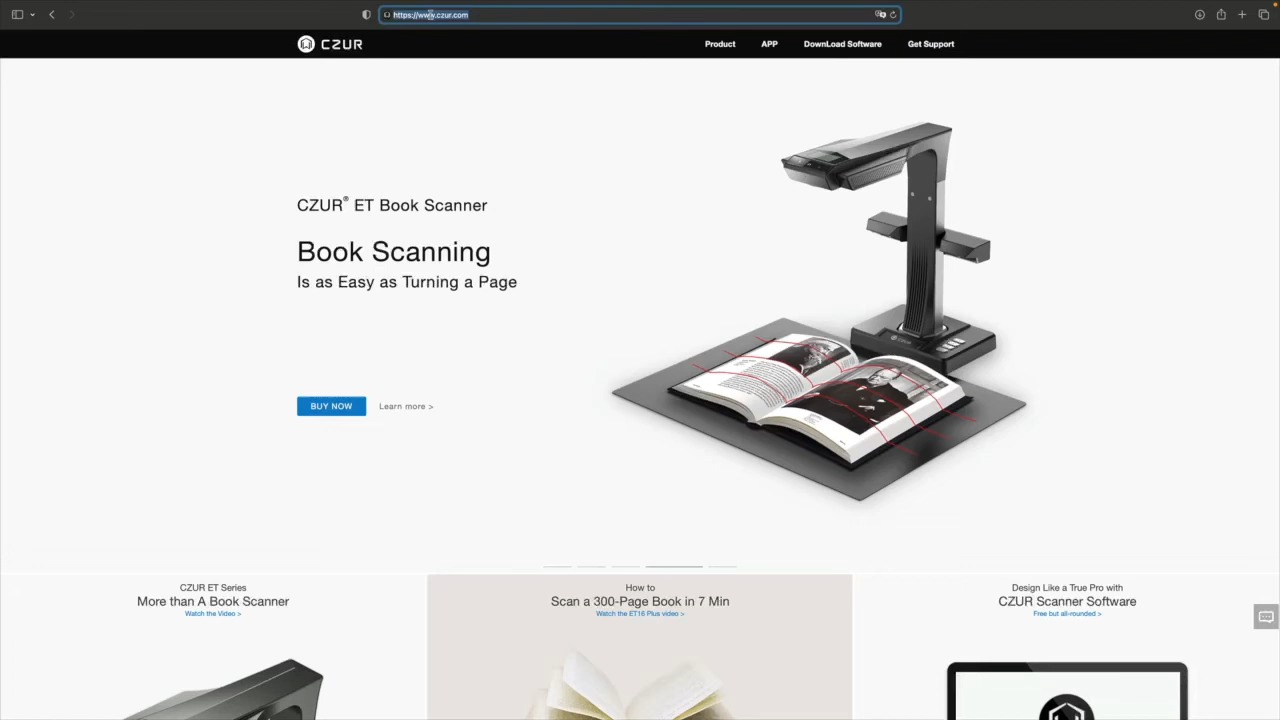 https://www.czur.com
CZUR
Product
APP
DownLoad Software
Get Support
CZUR® ET Book Scanner
Book Scanning
Is as Easy as Turning a Page
BUY NOW
Learn more >
CZUR ET Series
More than A Book Scanner
Watch the Video >
How to
Scan a 300-Page Book in 7 Min
Watch the ET16 Plus video >
Design Like a True Pro with
CZUR Scanner Software
Free but all-rounded >